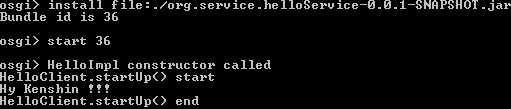 osgi> install file:./org.service.helloService-0.0.1-SNAPSHOT.jar
Bundle id is 36
osgi> start 36
osgi> HelloImpl constructor called
HelloClient.startUp() start
Hy Kenshin !!!
HelloClient.startUp() end